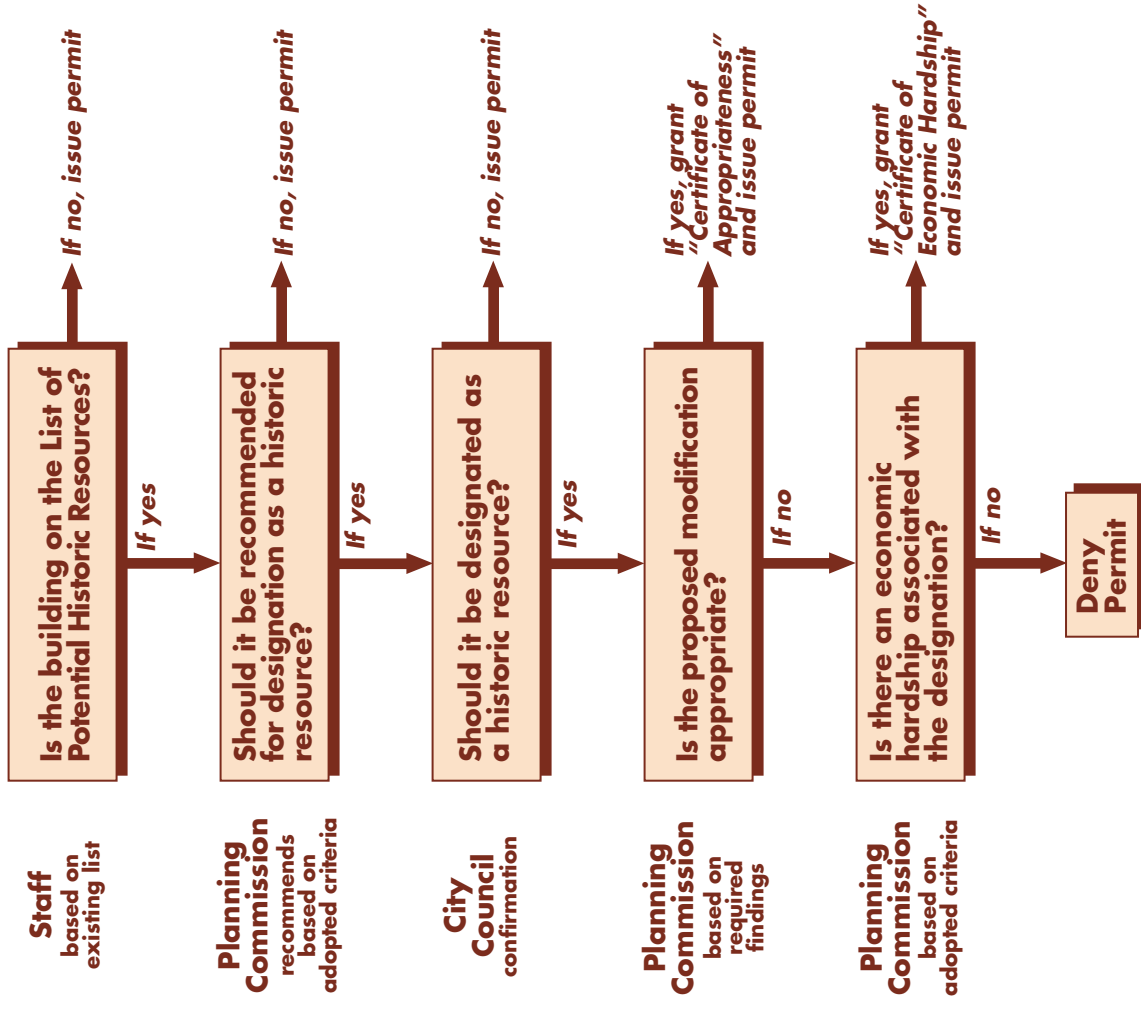 Staff
based on
existing list
Is the building on the List of
Potential Historic Resources?
If no, issue permit
If yes
Planning
Commission
recommends
based on
adopted criteria
Should it be recommended
for designation as a historic
resource?
If no, issue permit
If yes
City
Council
confirmation
Should it be designated as
a historic resource?
If no, issue permit
If yes
Planning
Commission
based on
required
findings
Is the proposed modification
appropriate?
If yes, grant
“Certificate of
Appropriateness”
and issue permit
If no
Planning
Commission
based on
adopted criteria
Is there an economic
hardship associated with
the designation?
If yes, grant
“Certificate of
Economic Hardship”
and issue permit
If no
Deny
Permit